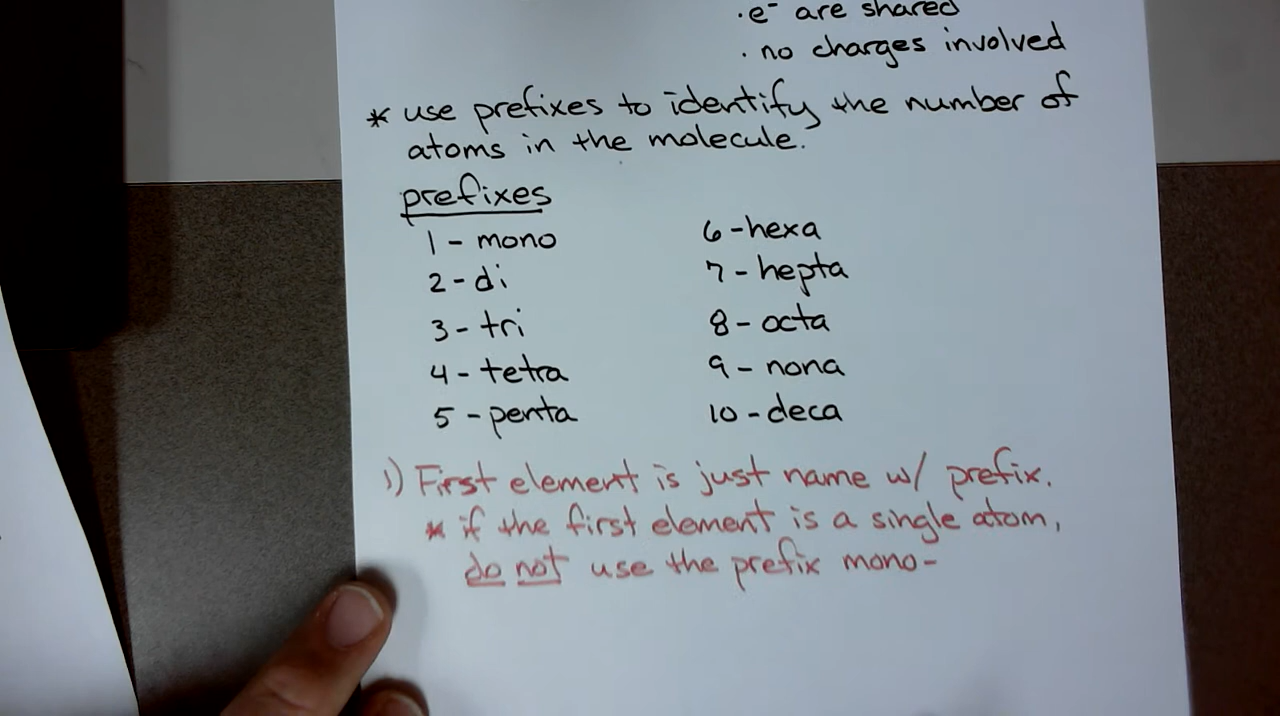 · e⁻ are shared
· no charges involved
* use prefixes to identify the number of
atoms in the molecule.
prefixes
1 - mono
2 - di
3 - tri
4 - tetra
5 - penta
6 - hexa
7 - hepta
8 - octa
9 - nona
10 - deca
1) First element is just name w/ prefix.
* if the first element is a single atom,
do not use the prefix mono-